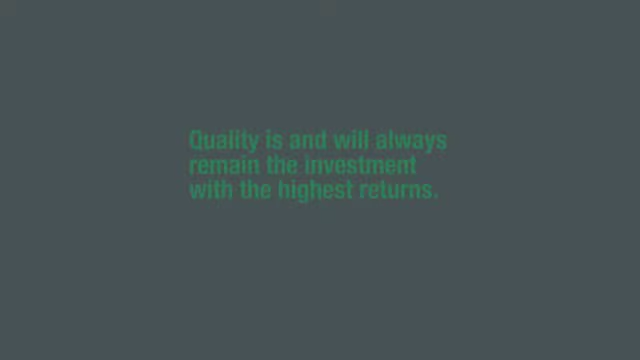 Quality is and will always
remain the investment
with the highest returns.